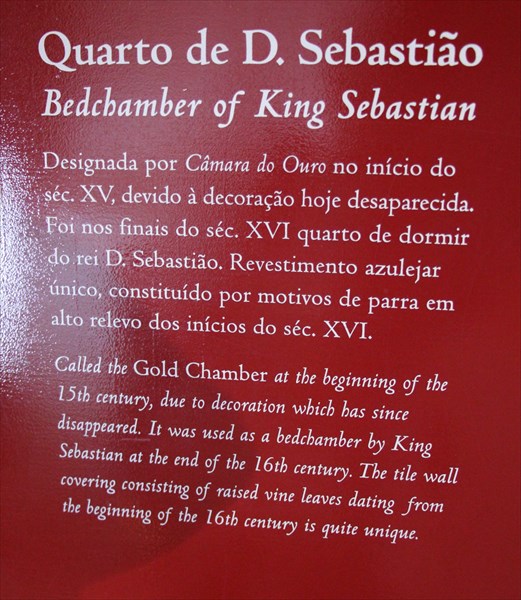 Quarto de D. Sebastião
Bedchamber of King Sebastian
Designada por Câmara do Ouro no início do
séc. XV, devido à decoração hoje desaparecida.
Foi nos finais do séc. XVI quarto de dormir
do rei D. Sebastião. Revestimento azulejar
único, constituído por motivos de parra em
alto relevo dos inícios do séc. XVI.
Called the Gold Chamber at the beginning of the
15th century, due to decoration which has since
disappeared. It was used as a bedchamber by King
Sebastian at the end of the 16th century. The tile wall
covering consisting of raised vine leaves dating from
the beginning of the 16th century is quite unique.